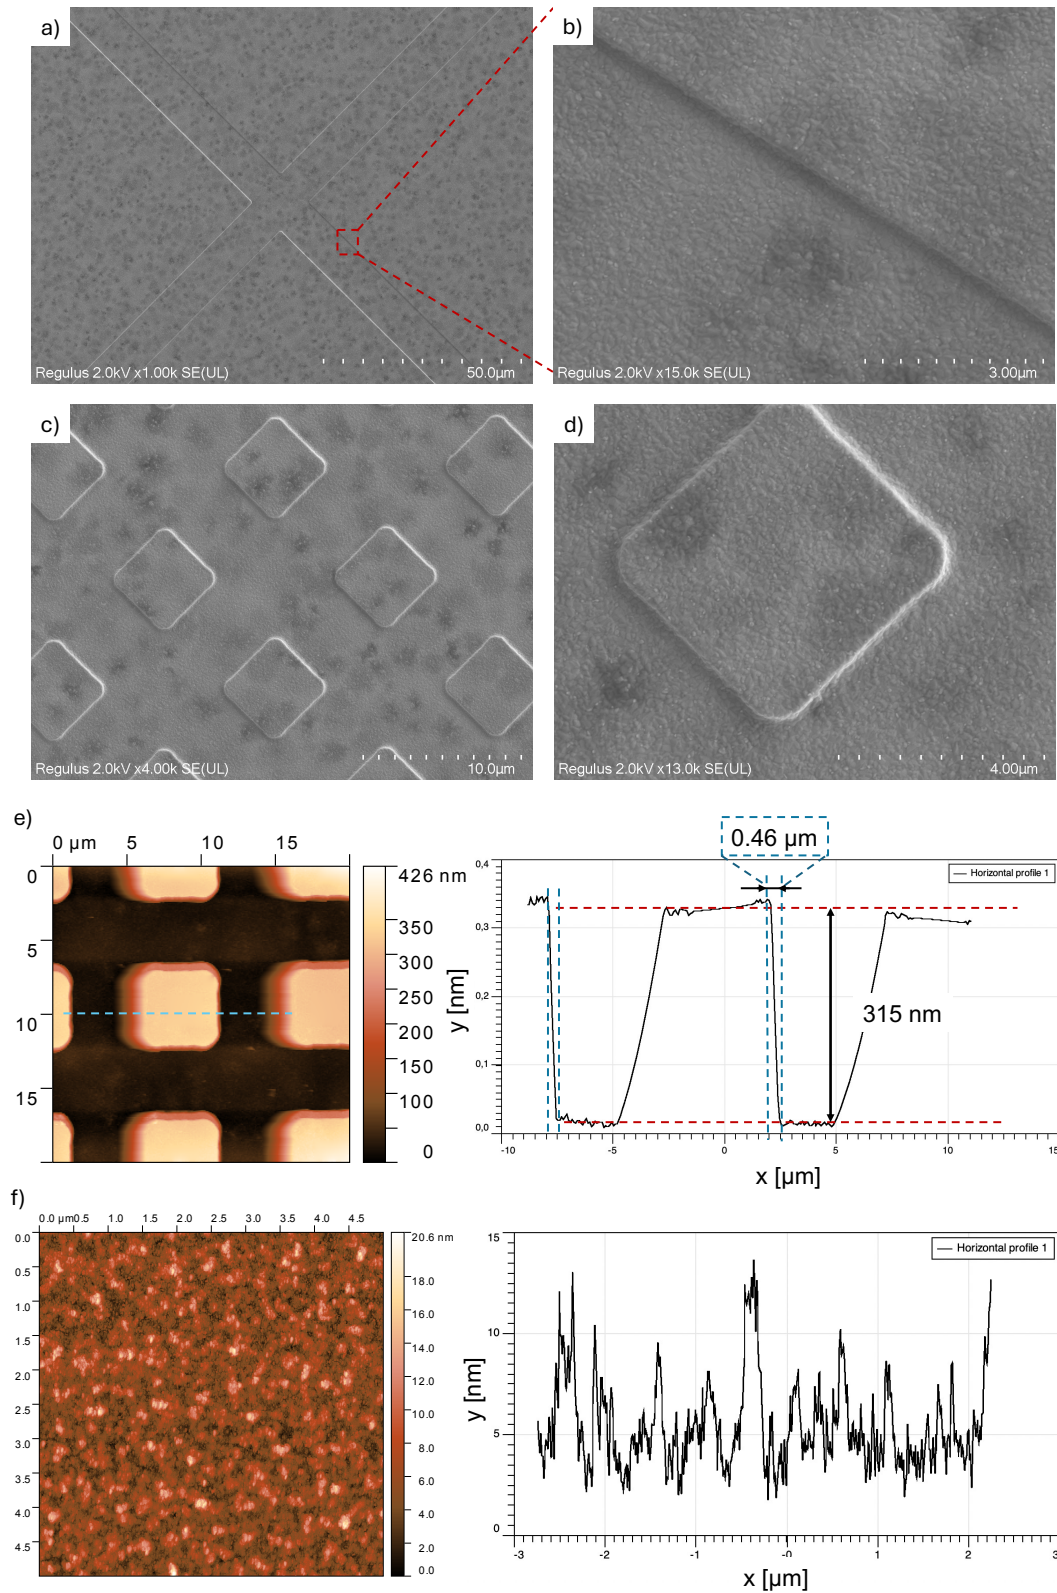 a)
Regulus 2.0kV x1.00k SE(UL)
50.0µm
b)
Regulus 2.0kV x15.0k SE(UL)
3.00µm
c)
Regulus 2.0kV x4.00k SE(UL)
10.0µm
d)
Regulus 2.0kV x13.0k SE(UL)
4.00µm
e)
0 µm 5 10 15
0
5
10
15
426 nm
350
300
250
200
150
100
0
0.46 µm
Horizontal profile 1
315 nm
0,4
0,3
0,2
0,1
0,0
y [nm]
-10 -5 0 5 10 15
x [µm]
f)
0.0 µm 0.5 1.0 1.5 2.0 2.5 3.0 3.5 4.0 4.5
0.0
0.5
1.0
1.5
2.0
2.5
3.0
3.5
4.0
4.5
20.6 nm
18.0
16.0
14.0
12.0
10.0
8.0
6.0
4.0
2.0
0.0
Horizontal profile 1
15
10
5
0
y [nm]
-3 -2 -1 -0 1 2 3
x [µm]